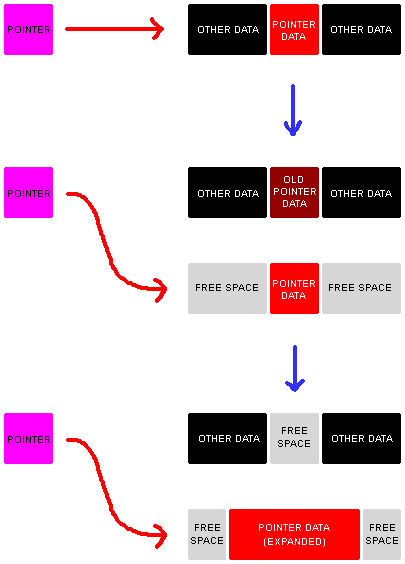 POINTER
OTHER DATA
POINTER
DATA
OTHER DATA
POINTER
OTHER DATA
OLD
POINTER
DATA
OTHER DATA
FREE SPACE
POINTER
DATA
FREE SPACE
POINTER
OTHER DATA
FREE
SPACE
OTHER DATA
FREE
SPACE
POINTER DATA
(EXPANDED)
FREE
SPACE